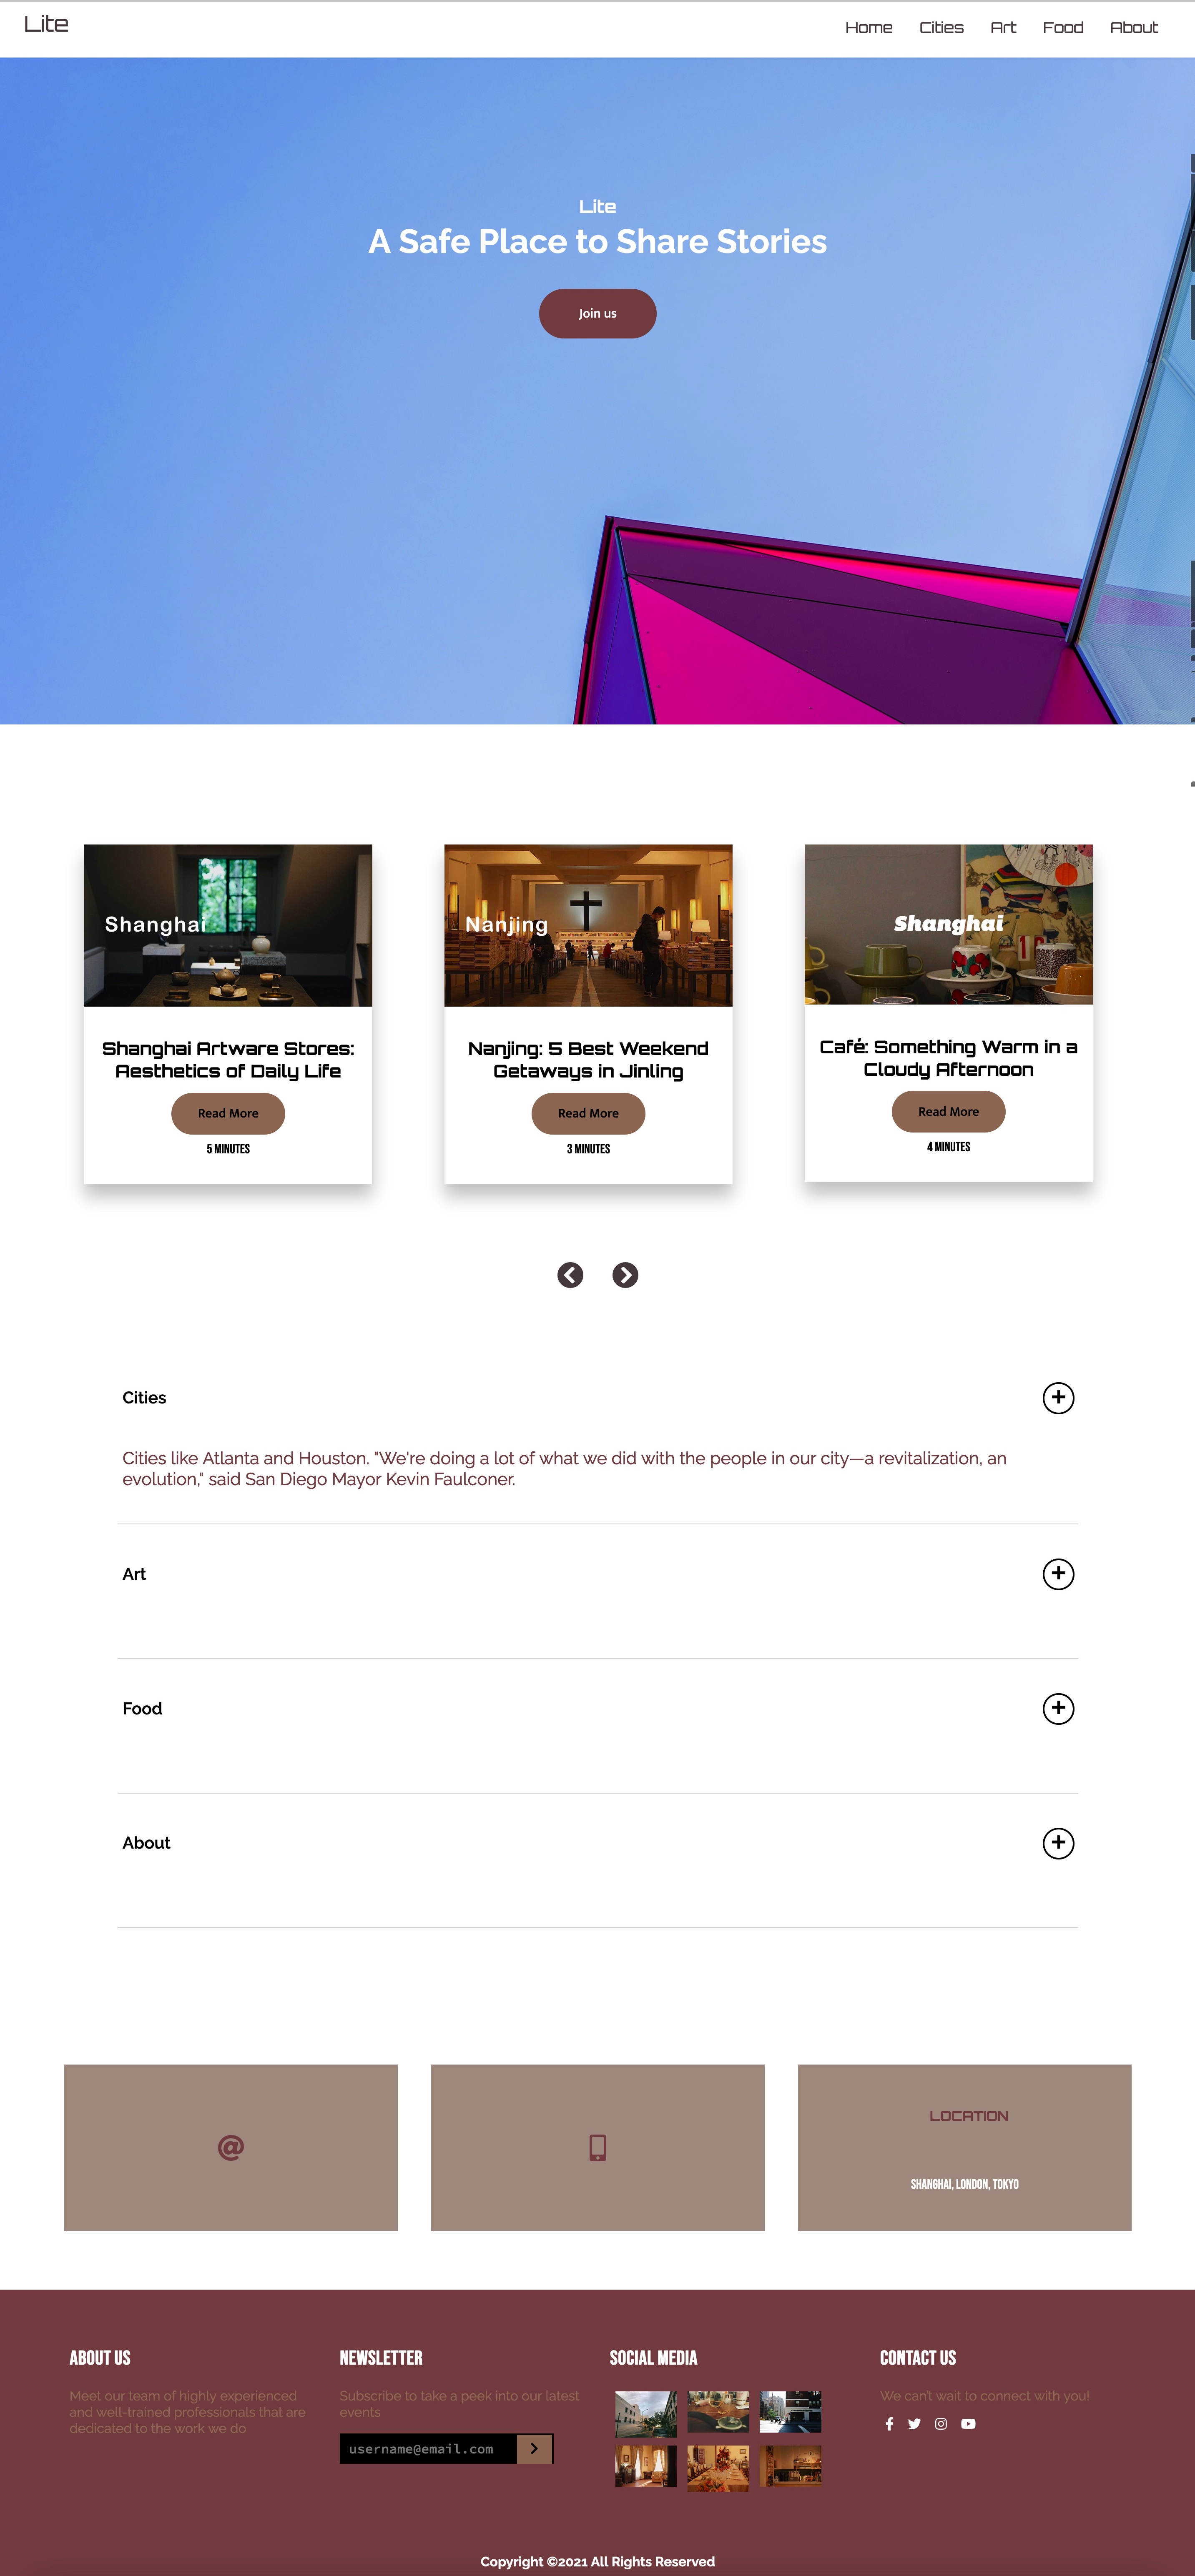 Lite
Home Cities Art Food About
Lite
A Safe Place to Share Stories
Join us
Shanghai
Shanghai Artware Stores:
Aesthetics of Daily Life
Read More
5 MINUTES
Nanjing
Nanjing: 5 Best Weekend
Getaways in Jinling
Read More
3 MINUTES
Shanghai
Café: Something Warm in a
Cloudy Afternoon
Read More
4 MINUTES
Cities
Cities like Atlanta and Houston. "We're doing a lot of what we did with the people in our city—a revitalization, an
evolution," said San Diego Mayor Kevin Faulconer.
Art
Food
About
@
LOCATION
SHANGHAI, LONDON, TOKYO
ABOUT US
Meet our team of highly experienced
and well-trained professionals that are
dedicated to the work we do
NEWSLETTER
Subscribe to take a peek into our latest
events
username@email.com
SOCIAL MEDIA
CONTACT US
We can't wait to connect with you!
Copyright ©2021 All Rights Reserved